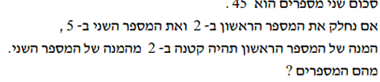 סכום שני מספרים הוא 45 .
אם נחלק את המספר הראשון ב- 2 ואת המספר השני ב- 5 ,
המנה של המספר הראשון תהיה קטנה ב- 2 מהמנה של המספר השני.
מהם המספרים ?